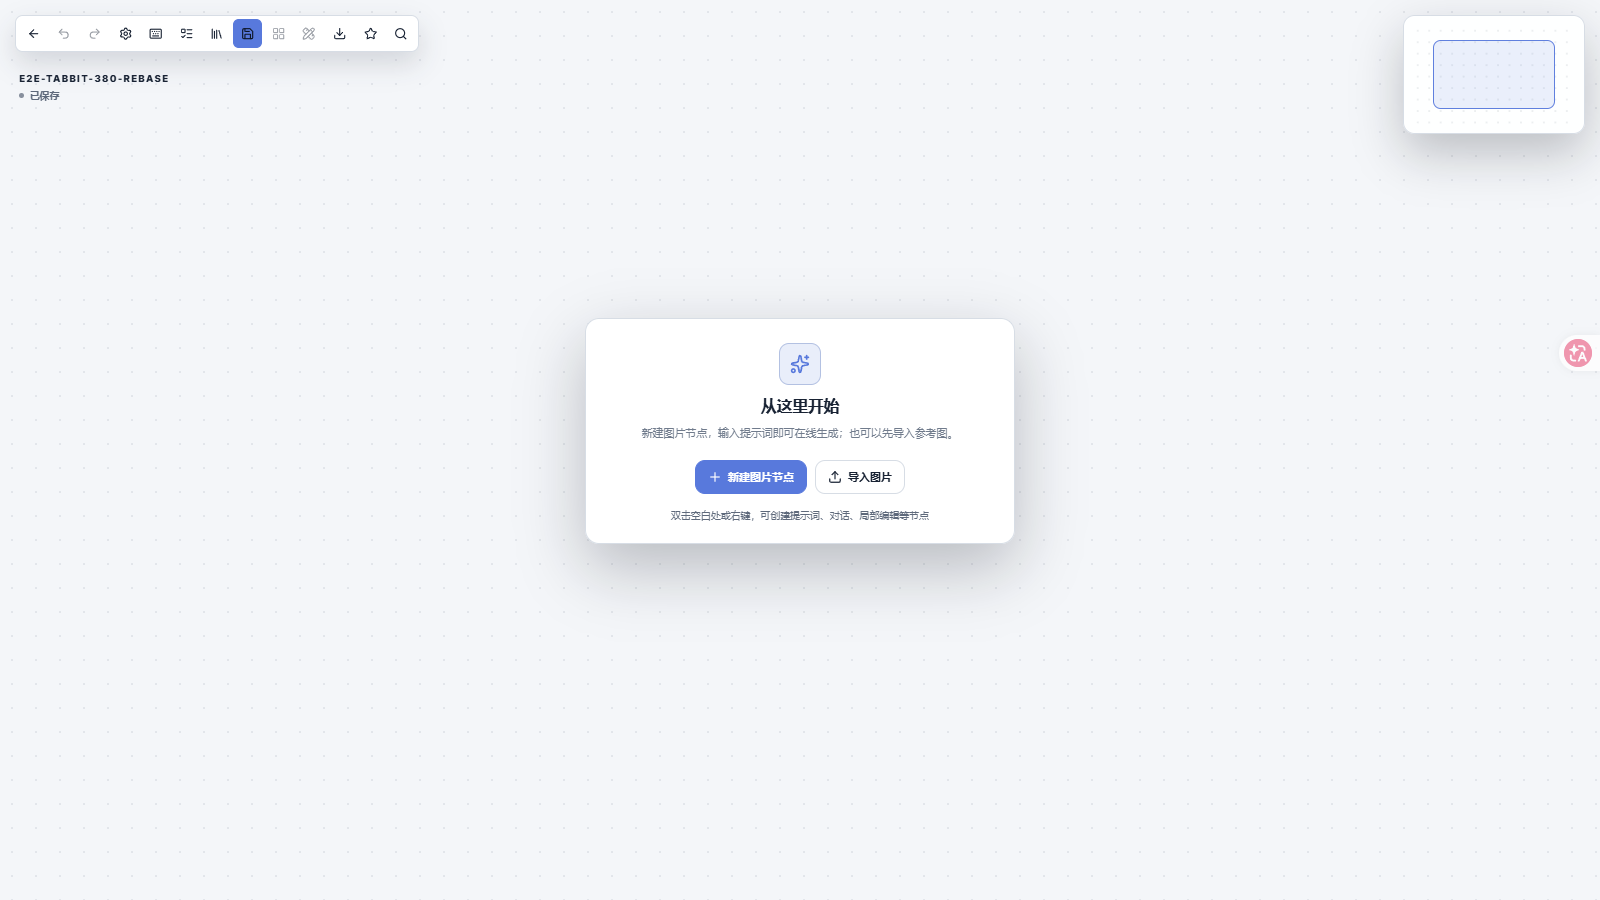 E2E-TABBIT-380-REBASE
已保存
从这里开始
新建图片节点，输入提示词即可在线生成；也可以先导入参考图。
新建图片节点
导入图片
双击空白处或右键，可创建提示词、对话、局部编辑等节点